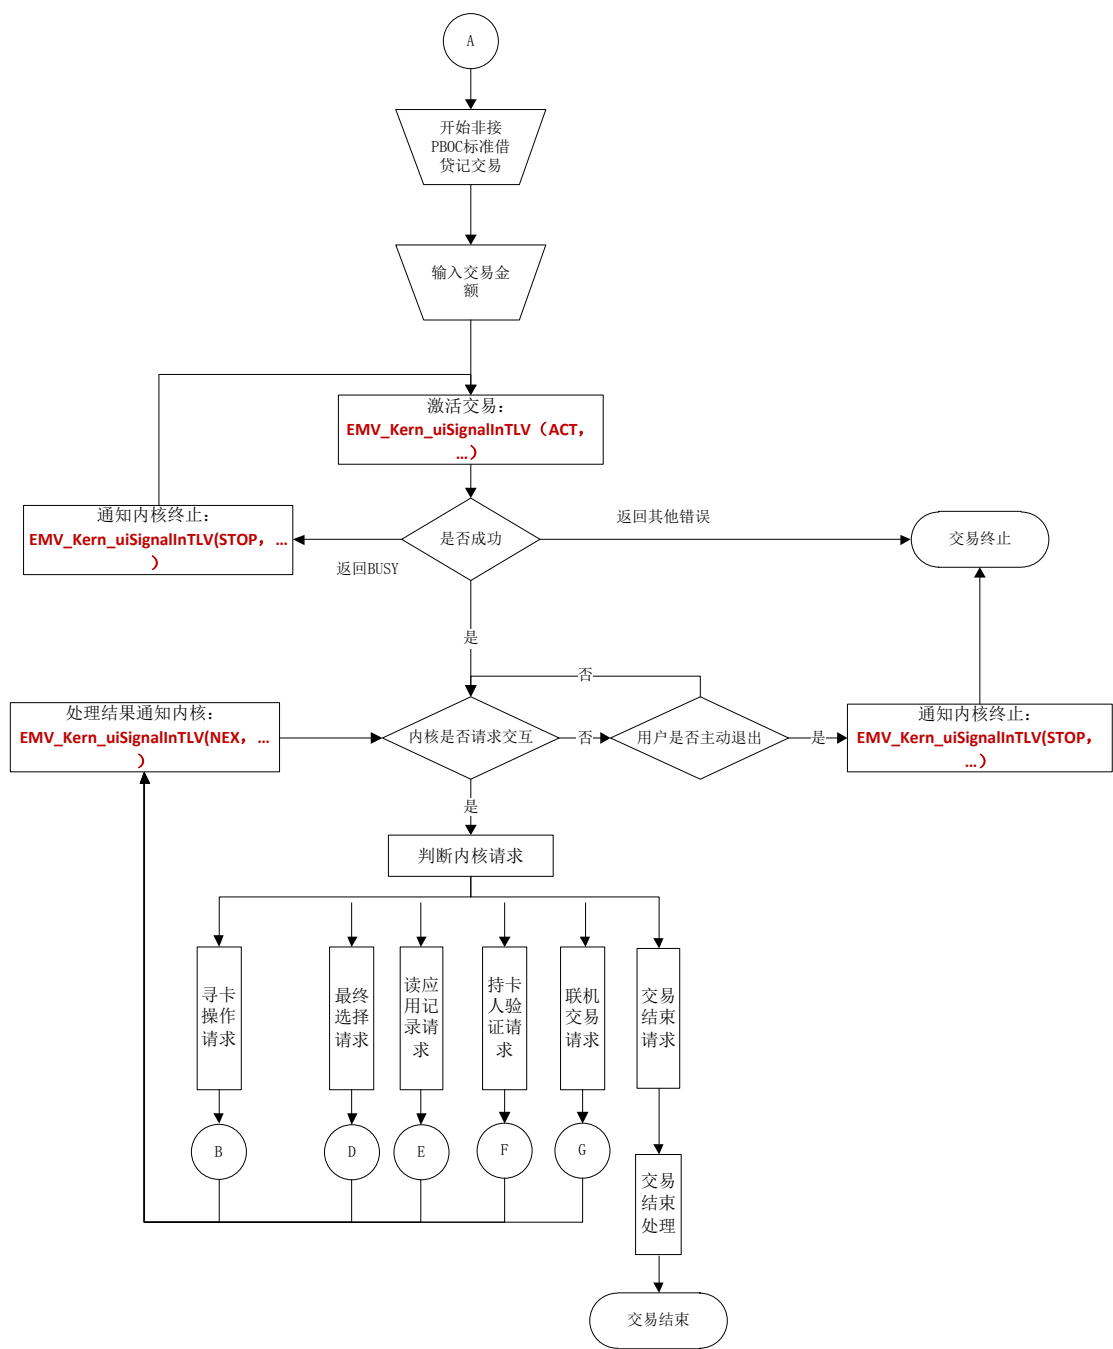 A
开始非接
PBOC标准借
贷记交易
输入交易金
额
激活交易：
EMV_Kern_uiSignalInTLV（ACT，
…）
通知内核终止：
EMV_Kern_uiSignalInTLV(STOP，…
）
返回BUSY
是否成功
返回其他错误
交易终止
是
否
处理结果通知内核：
EMV_Kern_uiSignalInTLV(NEX，…
）
内核是否请求交互
否
用户是否主动退出
是
通知内核终止：
EMV_Kern_uiSignalInTLV(STOP，
…）
是
判断内核请求
寻卡
操作
请求
最终
选择
请求
读应
用记
录请
求
持卡
人验
证请
求
联机
交易
请求
交易
结束
请求
B
D
E
F
G
交易
结束
处理
交易结束